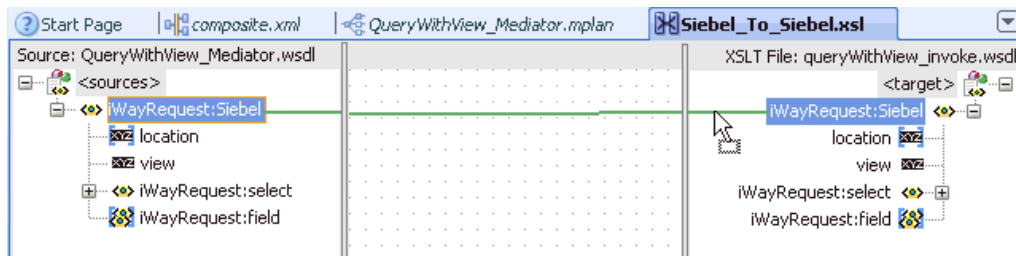 Start Page composite.xml QueryWithView_Mediator.mplan Siebel_To_Siebel.xsl
Source: QueryWithView_Mediator.wsdl XSLT File: queryWithView_invoke.wsdl
<sources> <target>
iWayRequest:Siebel iWayRequest:Siebel
location location
view view
iWayRequest:select iWayRequest:select
iWayRequest:field iWayRequest:field